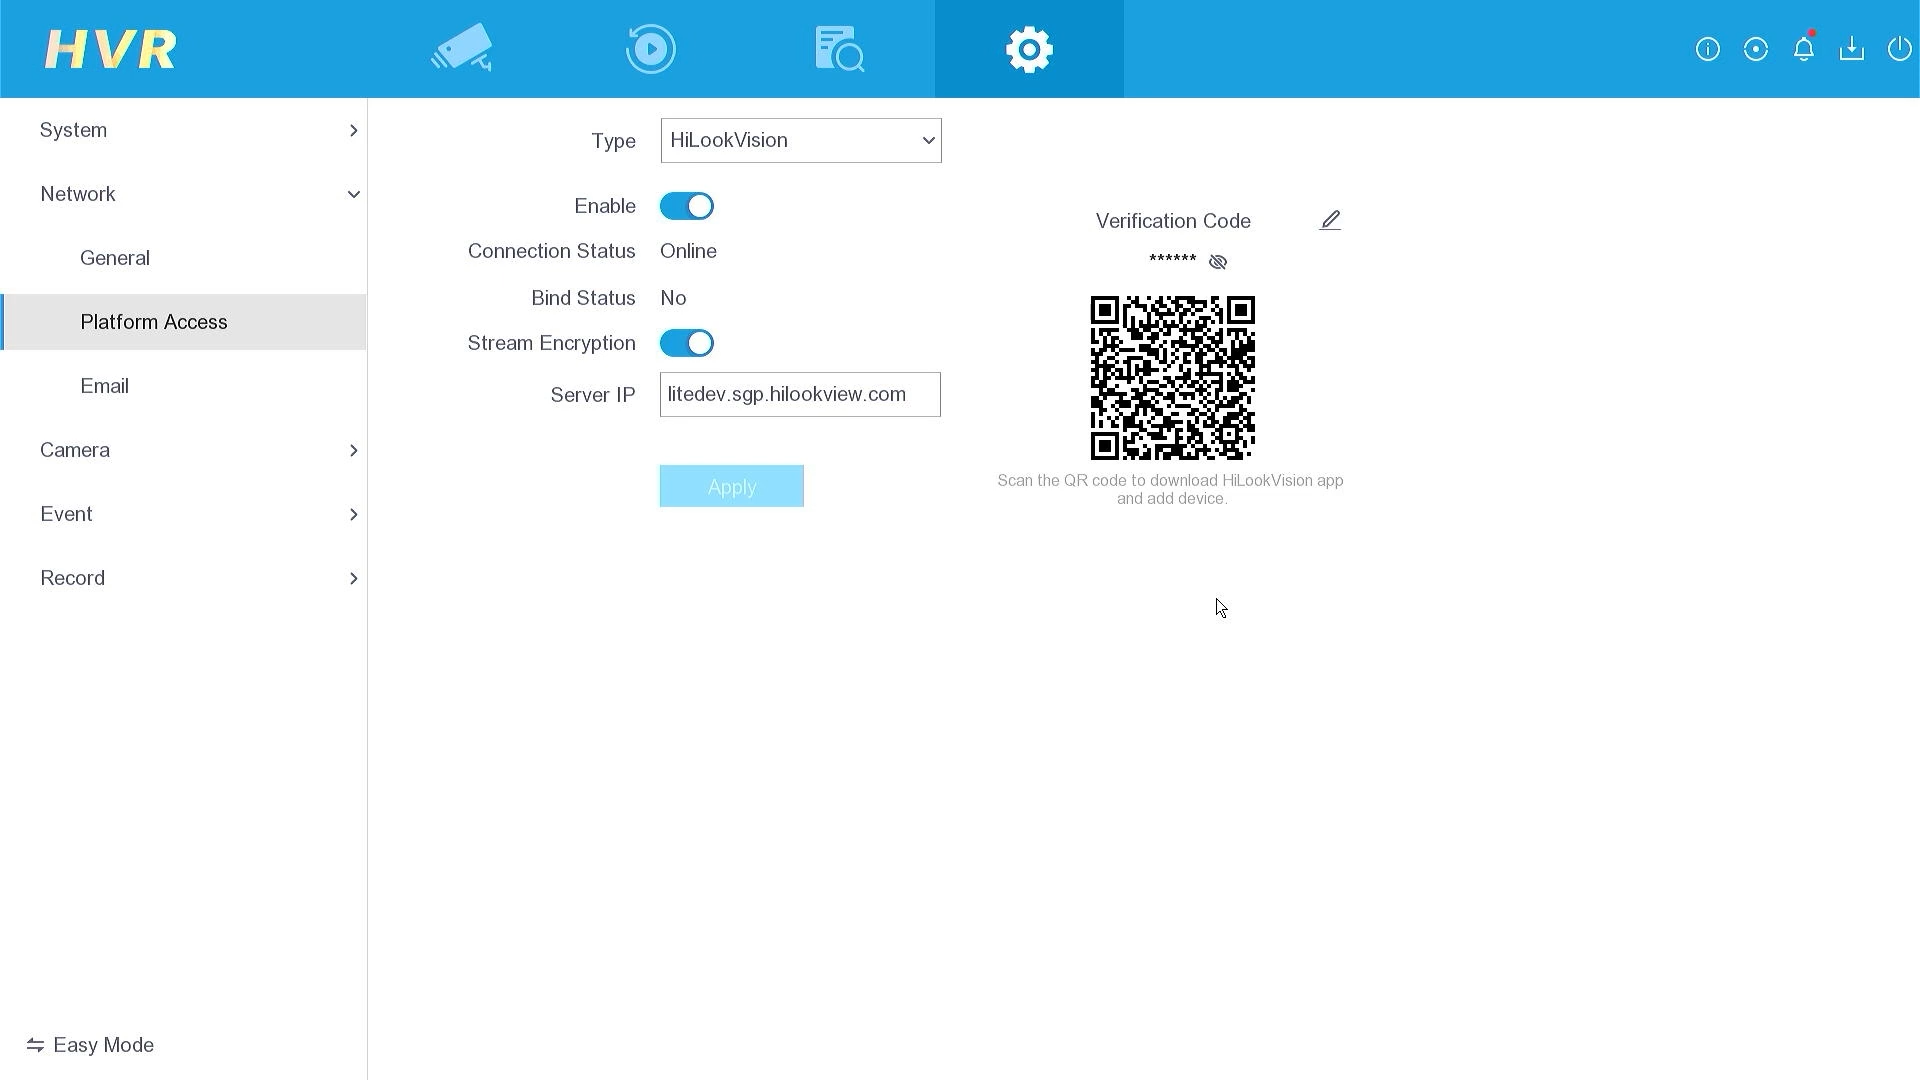 HVR
System
Network
General
Platform Access
Email
Camera
Event
Record
Easy Mode
Type HiLookVision
Enable
Connection Status Online
Bind Status No
Stream Encryption
Server IP litedev.sgp.hilookview.com
Apply
Verification Code
******
Scan the QR code to download HiLookVision app
and add device.